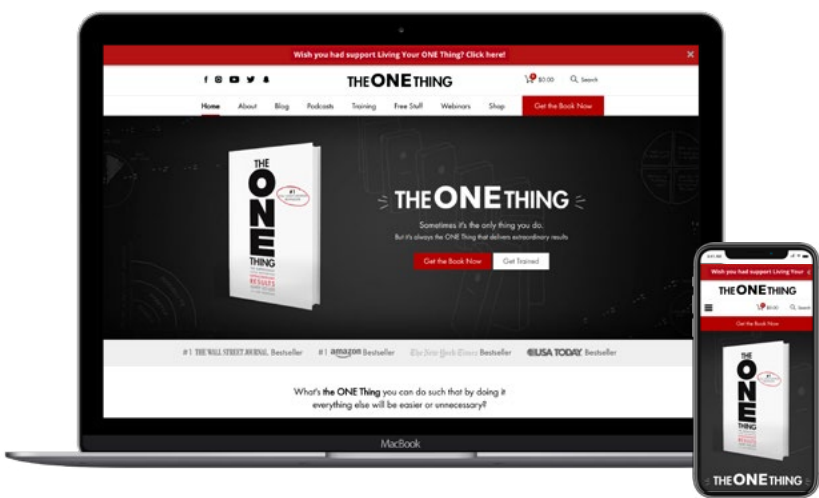 Wish you had support Living Your ONE Thing? Click here!
THE ONE THING
0
$0.00
Search
Home About Blog Podcasts Training Free Stuff Webinars Shop Get the Book Now
THE
ONE
THING
#1
RESULTS
THE ONE THING
Sometimes it's the only thing you do.
But it's always the ONE Thing that delivers extraordinary results
Get the Book Now Get Trained
#1 THE WALL STREET JOURNAL Bestseller #1 amazon Bestseller The New York Times Bestseller USA TODAY Bestseller
What's the ONE Thing you can do such that by doing it
everything else will be easier or unnecessary?
MacBook
Wish you had support Living Your
THE ONE THING
$0.00 Search
Get the Book Now
THE
ONE
THING
THE ONE THING